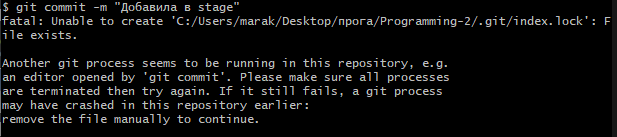 $ git commit -m "Добавила в stage"
fatal: Unable to create 'C:/Users/marak/Desktop/прога/Programming-2/.git/index.lock': F
ile exists.

Another git process seems to be running in this repository, e.g.
an editor opened by 'git commit'. Please make sure all processes
are terminated then try again. If it still fails, a git process
may have crashed in this repository earlier:
remove the file manually to continue.